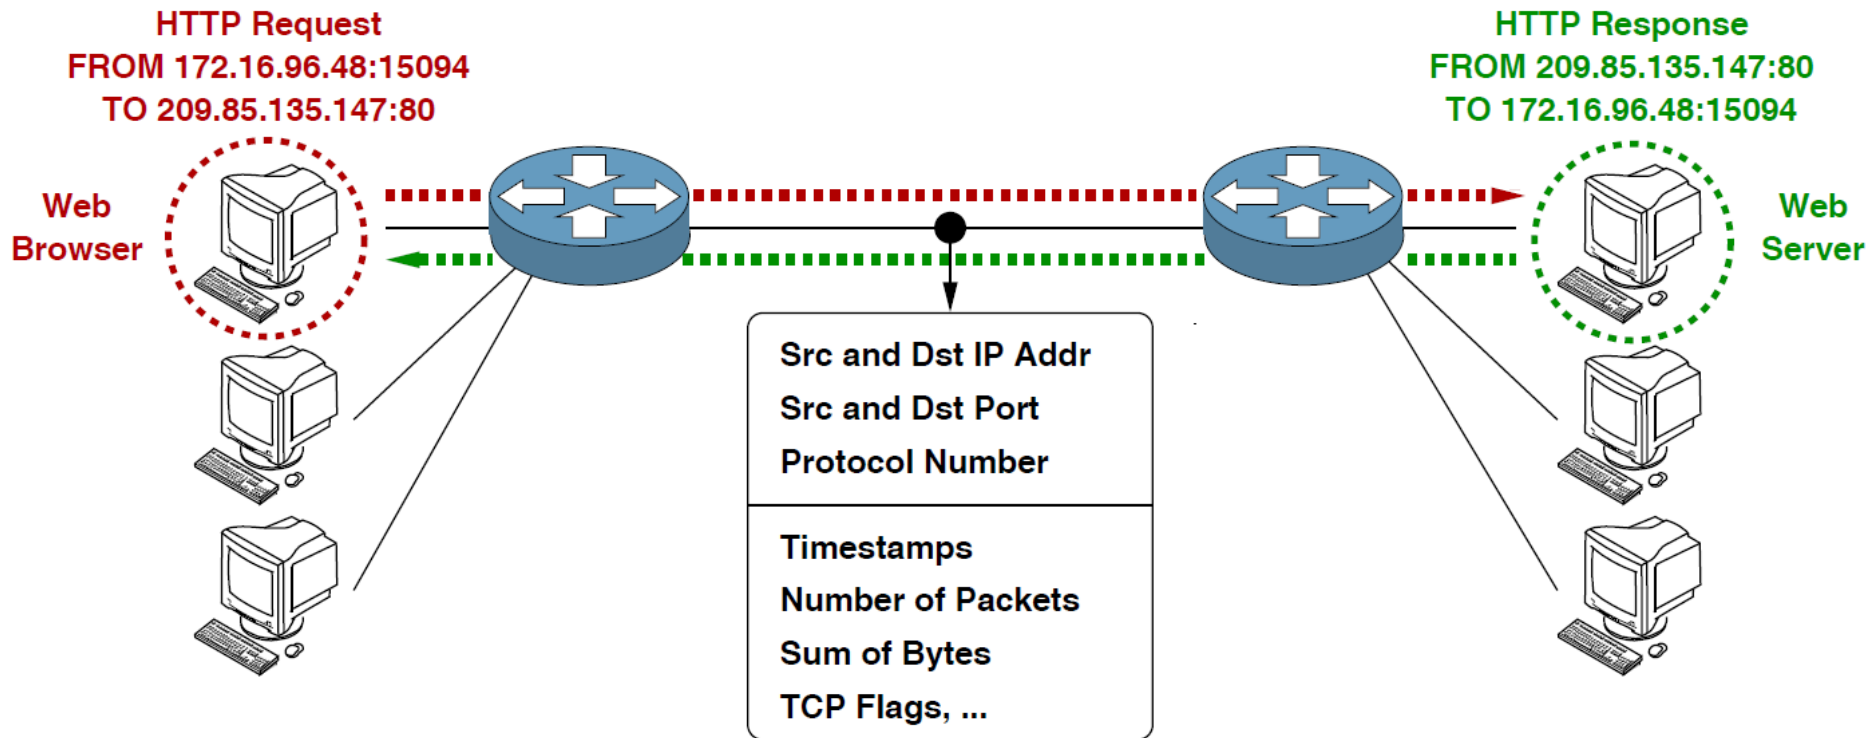 HTTP Request
FROM 172.16.96.48:15094
TO 209.85.135.147:80
HTTP Response
FROM 209.85.135.147:80
TO 172.16.96.48:15094
Web
Browser
Web
Server
Src and Dst IP Addr
Src and Dst Port
Protocol Number
Timestamps
Number of Packets
Sum of Bytes
TCP Flags, ...